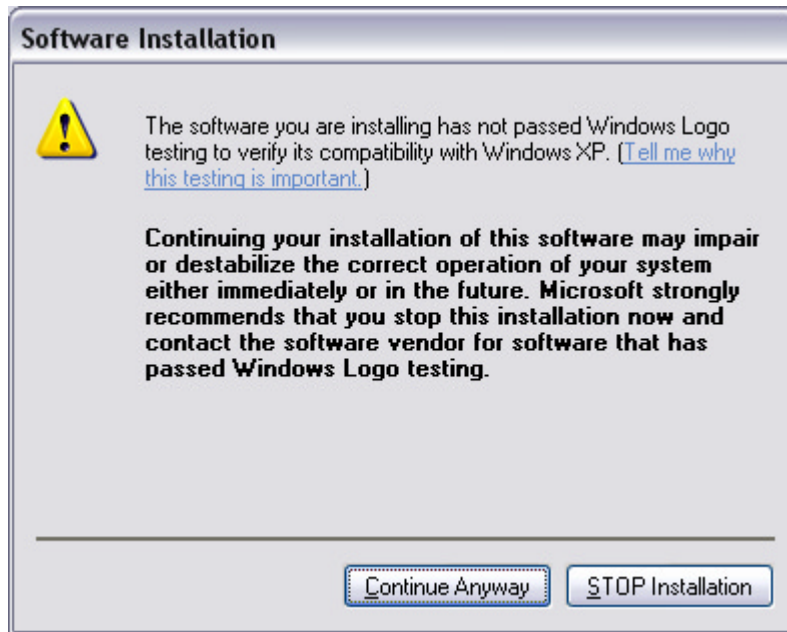 Software Installation
The software you are installing has not passed Windows Logo
testing to verify its compatibility with Windows XP. (Tell me why
this testing is important.)
Continuing your installation of this software may impair
or destabilize the correct operation of your system
either immediately or in the future. Microsoft strongly
recommends that you stop this installation now and
contact the software vendor for software that has
passed Windows Logo testing.
Continue Anyway
STOP Installation